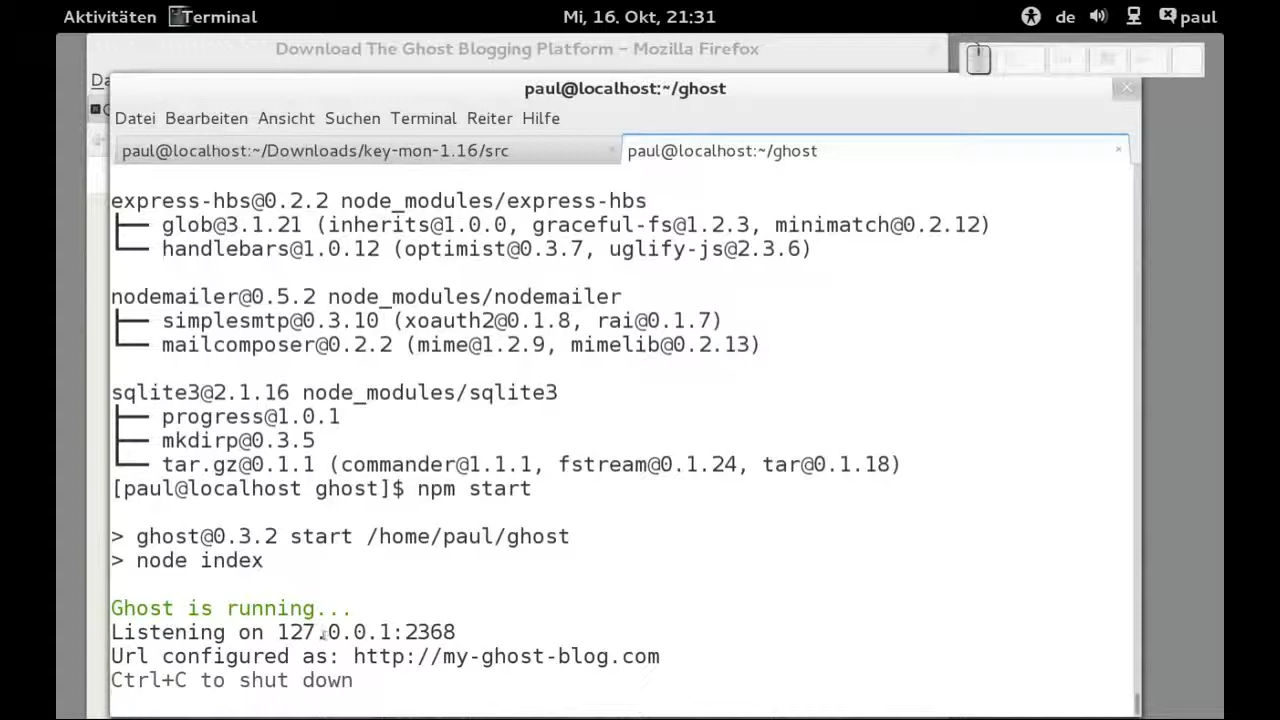 Aktivitäten Terminal Mi, 16. Okt, 21:31 de paul
Download The Ghost Blogging Platform – Mozilla Firefox
Da
paul@localhost:~/ghost
Datei Bearbeiten Ansicht Suchen Terminal Reiter Hilfe
paul@localhost:~/Downloads/key-mon-1.16/src paul@localhost:~/ghost
express-hbs@0.2.2 node_modules/express-hbs
├── glob@3.1.21 (inherits@1.0.0, graceful-fs@1.2.3, minimatch@0.2.12)
└── handlebars@1.0.12 (optimist@0.3.7, uglify-js@2.3.6)
nodemailer@0.5.2 node_modules/nodemailer
├── simplesmtp@0.3.10 (xoauth2@0.1.8, rai@0.1.7)
└── mailcomposer@0.2.2 (mime@1.2.9, mimelib@0.2.13)
sqlite3@2.1.16 node_modules/sqlite3
├── progress@1.0.1
├── mkdirp@0.3.5
└── tar.gz@0.1.1 (commander@1.1.1, fstream@0.1.24, tar@0.1.18)
[paul@localhost ghost]$ npm start
> ghost@0.3.2 start /home/paul/ghost
> node index
Ghost is running...
Listening on 127.0.0.1:2368
Url configured as: http://my-ghost-blog.com
Ctrl+C to shut down